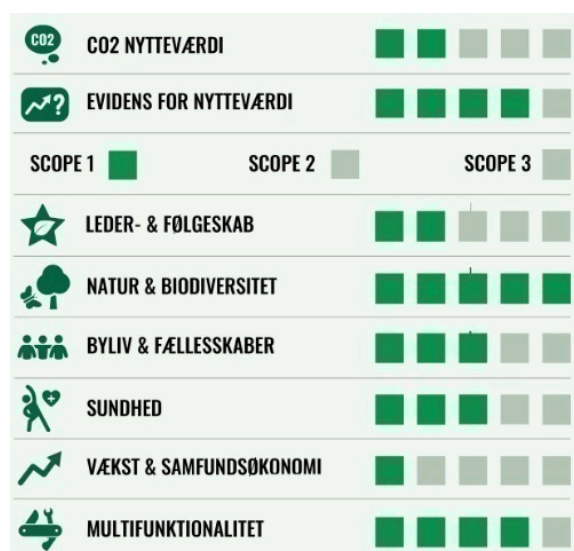 CO2
CO2 NYTTEVÆRDI
?
EVIDENS FOR NYTTEVÆRDI
SCOPE 1 SCOPE 2 SCOPE 3
LEDER- & FØLGESKAB
NATUR & BIODIVERSITET
BYLIV & FÆLLESSKABER
SUNDHED
VÆKST & SAMFUNDSØKONOMI
MULTIFUNKTIONALITET